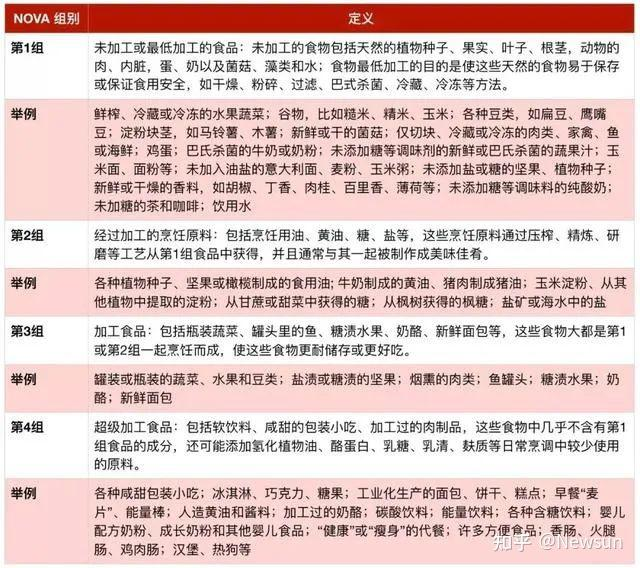 NOVA 组别 定义
第1组 未加工或最低加工的食品：未加工的食物包括天然的植物种子、果实、叶子、根茎，动物的
肉、内脏，蛋、奶以及菌菇、藻类和水；食物最低加工的目的是使这些天然的食物易于保存
或保证食用安全，如干燥、粉碎、过滤、巴式杀菌、冷藏、冷冻等方法。
举例 鲜榨、冷藏或冷冻的水果蔬菜；谷物，比如糙米、精米、玉米；各种豆类，如扁豆、鹰嘴
豆；淀粉块茎，如马铃薯、木薯；新鲜或干的菌菇；仅切块、冷藏或冷冻的肉类、家禽、鱼
或海鲜；鸡蛋；巴氏杀菌的牛奶或奶粉；未添加糖等调味剂的新鲜或巴氏杀菌的蔬果汁；玉
米面、面粉等；未加入油盐的意大利面、麦粉、玉米粥；未添加盐或糖的坚果、植物种子；
新鲜或干燥的香料，如胡椒、丁香、肉桂、百里香、薄荷等；未添加糖等调味料的纯酸奶；
未加糖的茶和咖啡；饮用水
第2组 经过加工的烹饪原料：包括烹饪用油、黄油、糖、盐等，这些烹饪原料通过压榨、精炼、研
磨等工艺从第1组食品中获得，并且通常与其一起被制作成美味佳肴。
举例 各种植物种子、坚果或橄榄制成的食用油; 牛奶制成的黄油、猪肉制成猪油；玉米淀粉、从其
他植物中提取的淀粉；从甘蔗或甜菜中获得的糖；从枫树获得的枫糖；盐矿或海水中的盐
第3组 加工食品：包括瓶装蔬菜、罐头里的鱼、糖渍水果、奶酪、新鲜面包等，这些食物大都是第1
或第2组一起烹饪而成，使这些食物更耐储存或更好吃。
举例 罐装或瓶装的蔬菜、水果和豆类；盐渍或糖渍的坚果；烟熏的肉类；鱼罐头；糖渍水果；奶
酪；新鲜面包
第4组 超级加工食品：包括软饮料、咸甜的包装小吃、加工过的肉制品，这些食物中几乎不含有第1
组食品的成分，还可能添加氢化植物油、酪蛋白、乳糖、乳清、麸质等日常烹调中较少使用
的原料。
举例 各种咸甜包装小吃；冰淇淋、巧克力、糖果；工业化生产的面包、饼干、糕点；早餐“麦
片”、能量棒；人造黄油和酱料；加工过的奶酪；碳酸饮料；能量饮料；各种含糖饮料；婴儿
配方奶粉、成长奶粉和其他婴儿食品；“健康”或“瘦身”的代餐；许多方便食品；香肠、火腿
肠、鸡肉肠；汉堡、热狗等
知乎 @Newsun